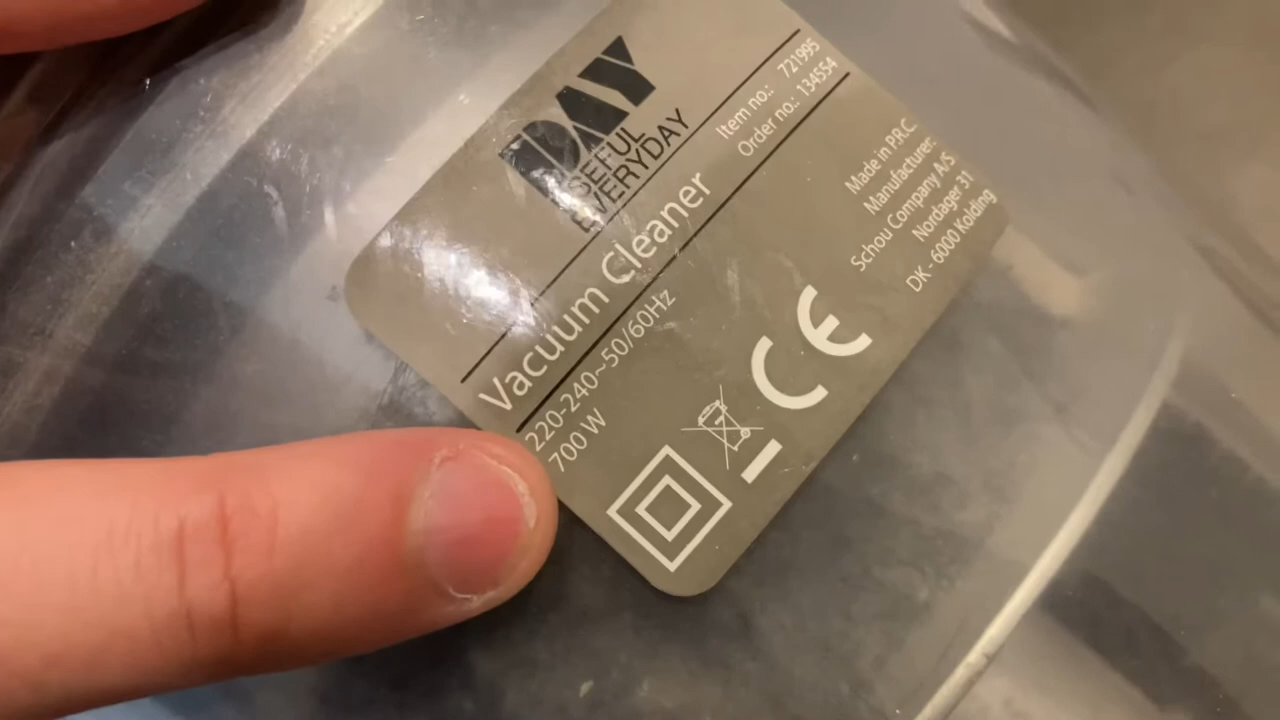 DAY
USEFUL
EVERYDAY
Item no.: 721995
Order no.: 134554
Vacuum Cleaner
220-240~50/60Hz
700 W
Made in P.R.C.
Manufacturer:
Schou Company A/S
Nordager 31
DK - 6000 Kolding
CE